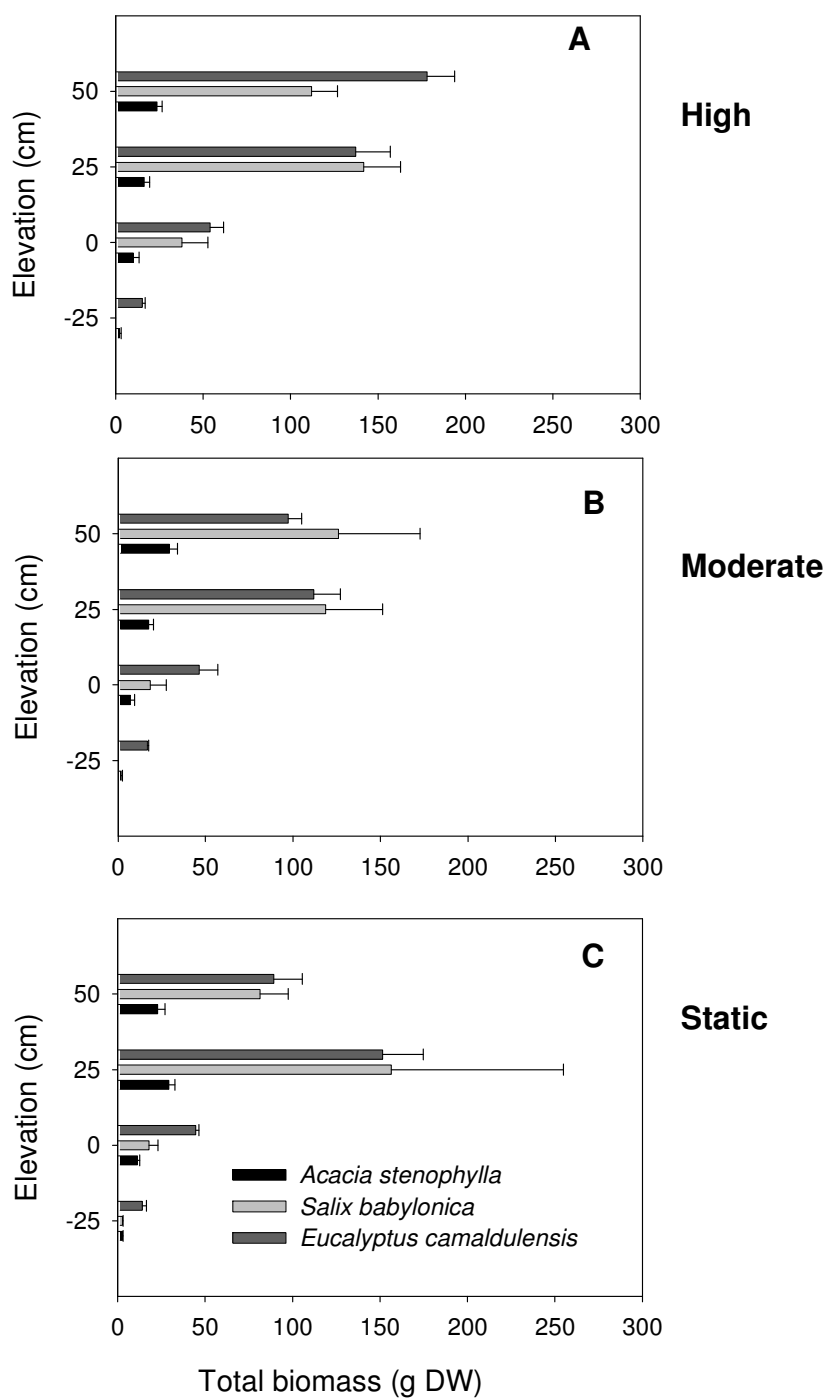 A
High
Elevation (cm)
50
25
0
-25
0 50 100 150 200 250 300
B
Moderate
Elevation (cm)
50
25
0
-25
0 50 100 150 200 250 300
C
Static
Elevation (cm)
50
25
0
-25
Acacia stenophylla
Salix babylonica
Eucalyptus camaldulensis
0 50 100 150 200 250 300
Total biomass (g DW)